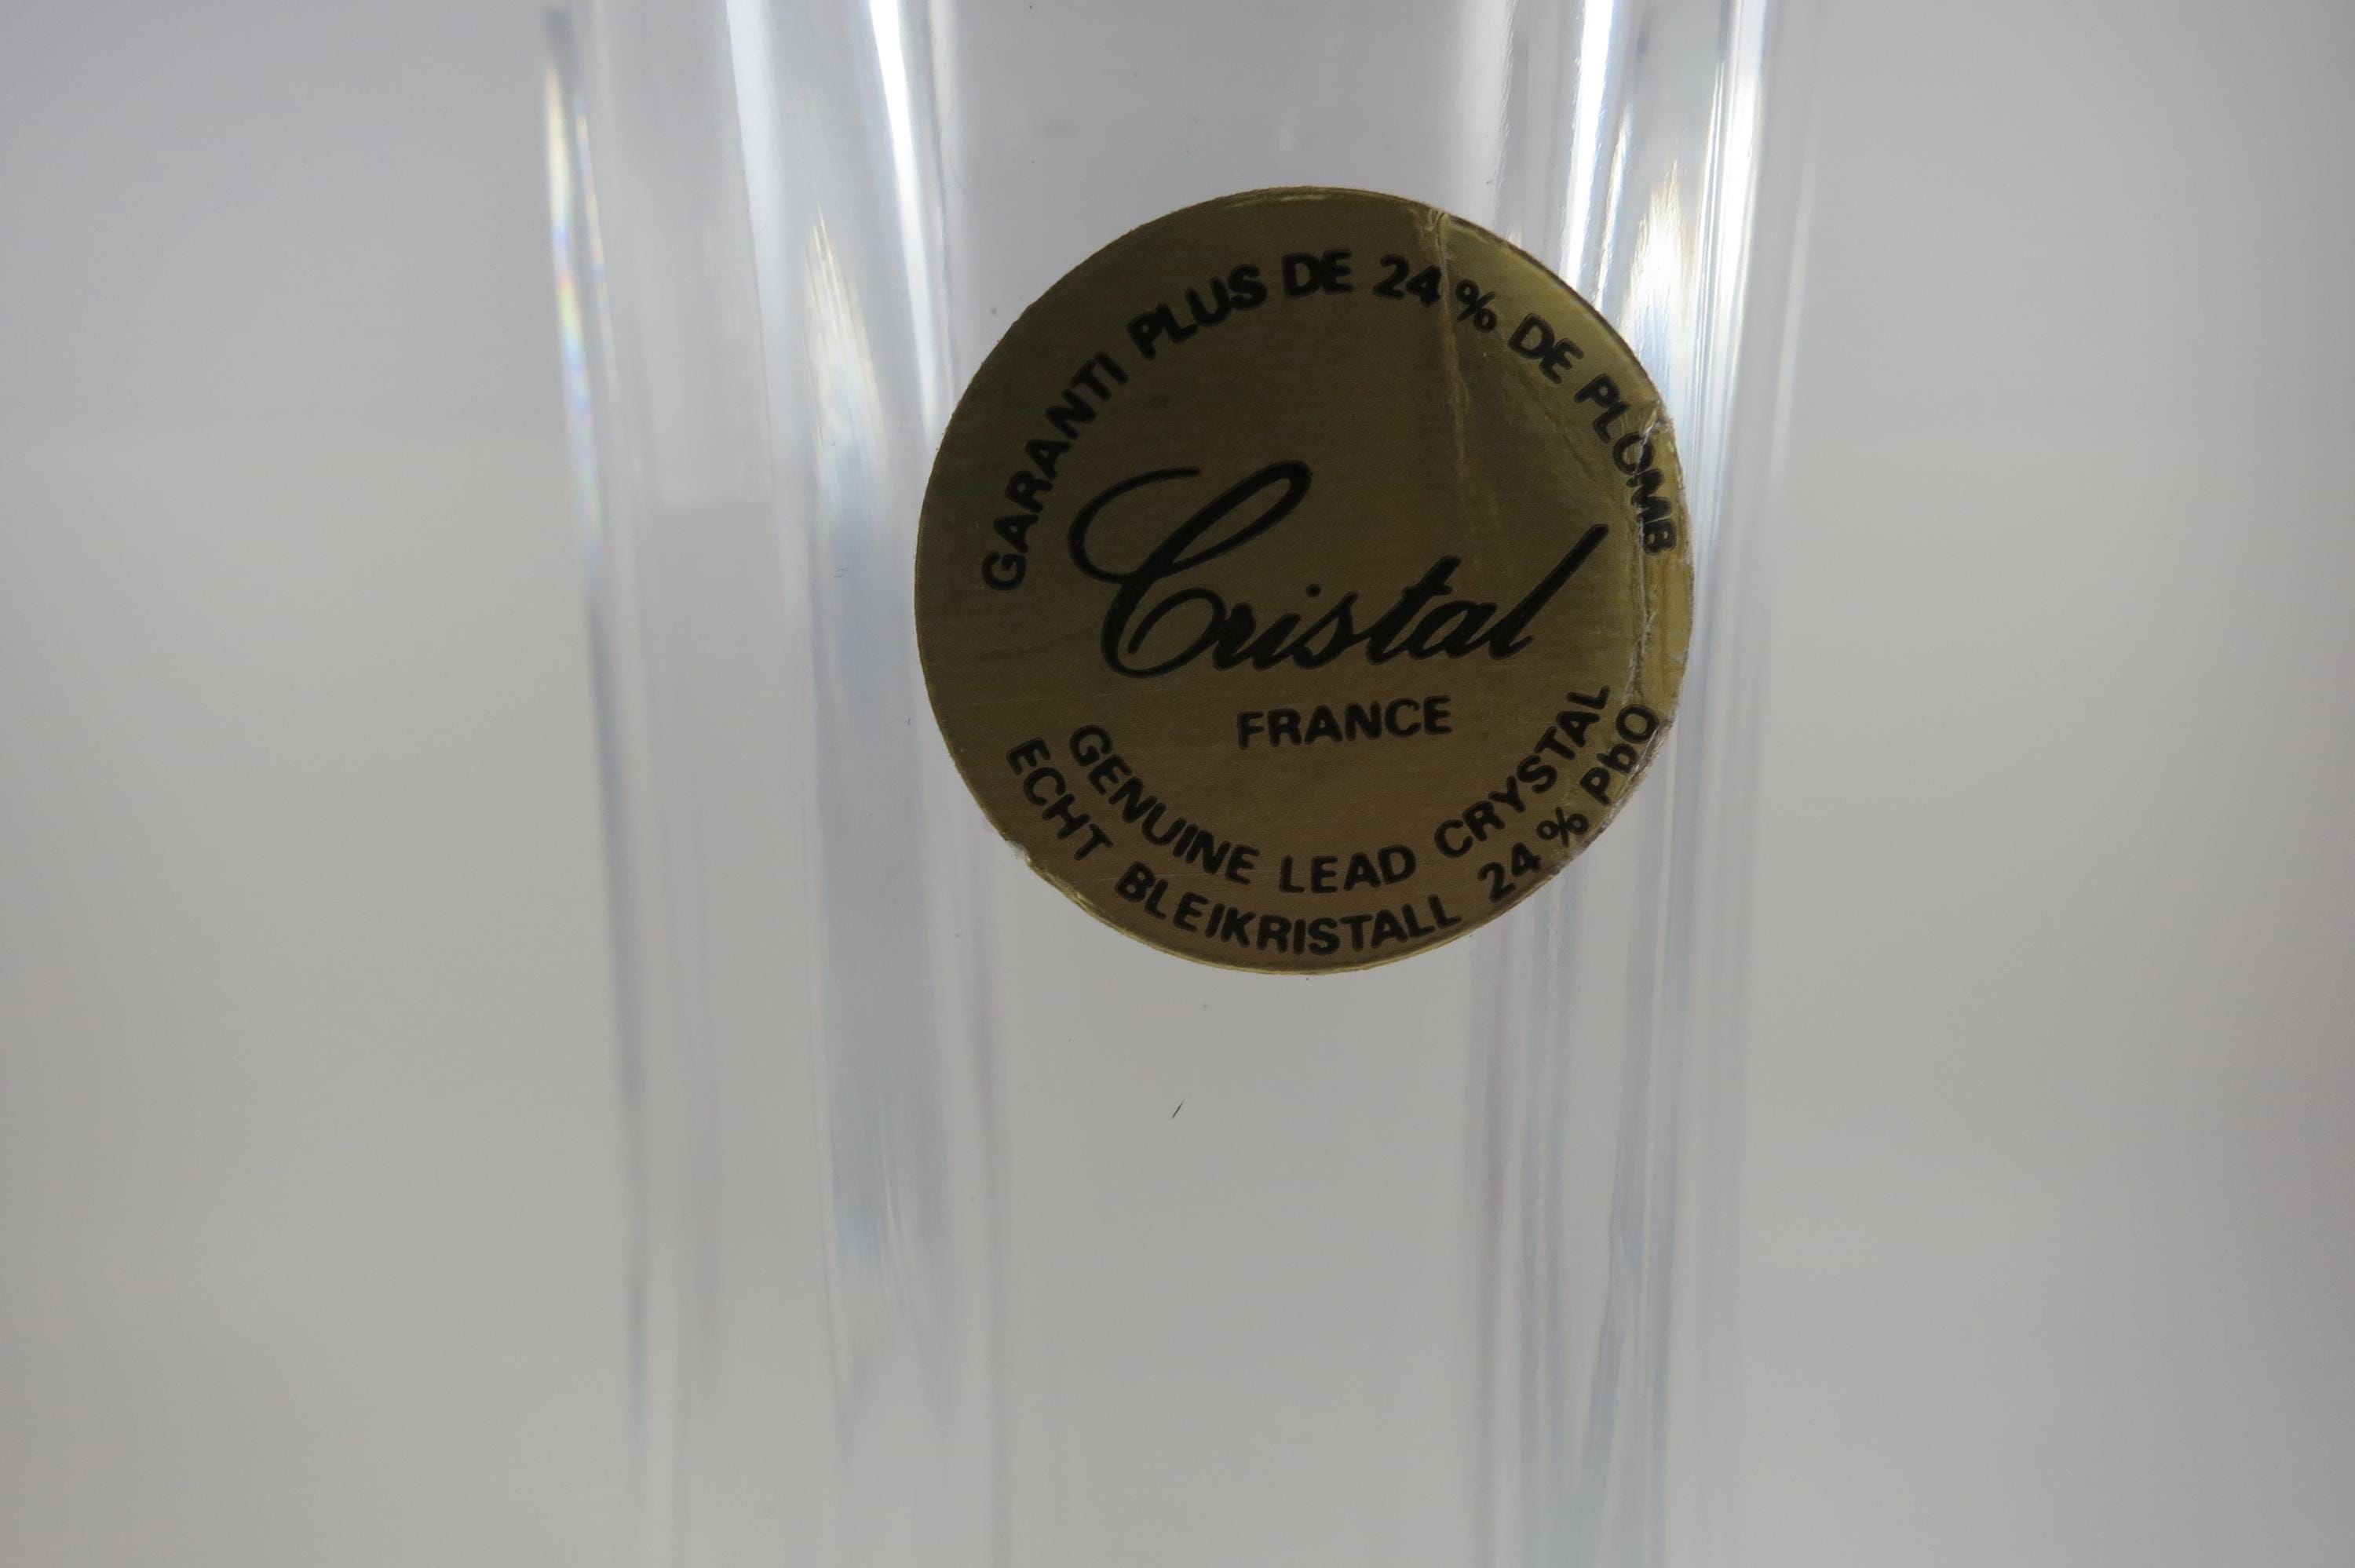 GARANTI PLUS DE 24% DE PLOMB
Cristal
FRANCE
GENUINE LEAD CRYSTAL
ECHT BLEIKRISTALL 24% PbO